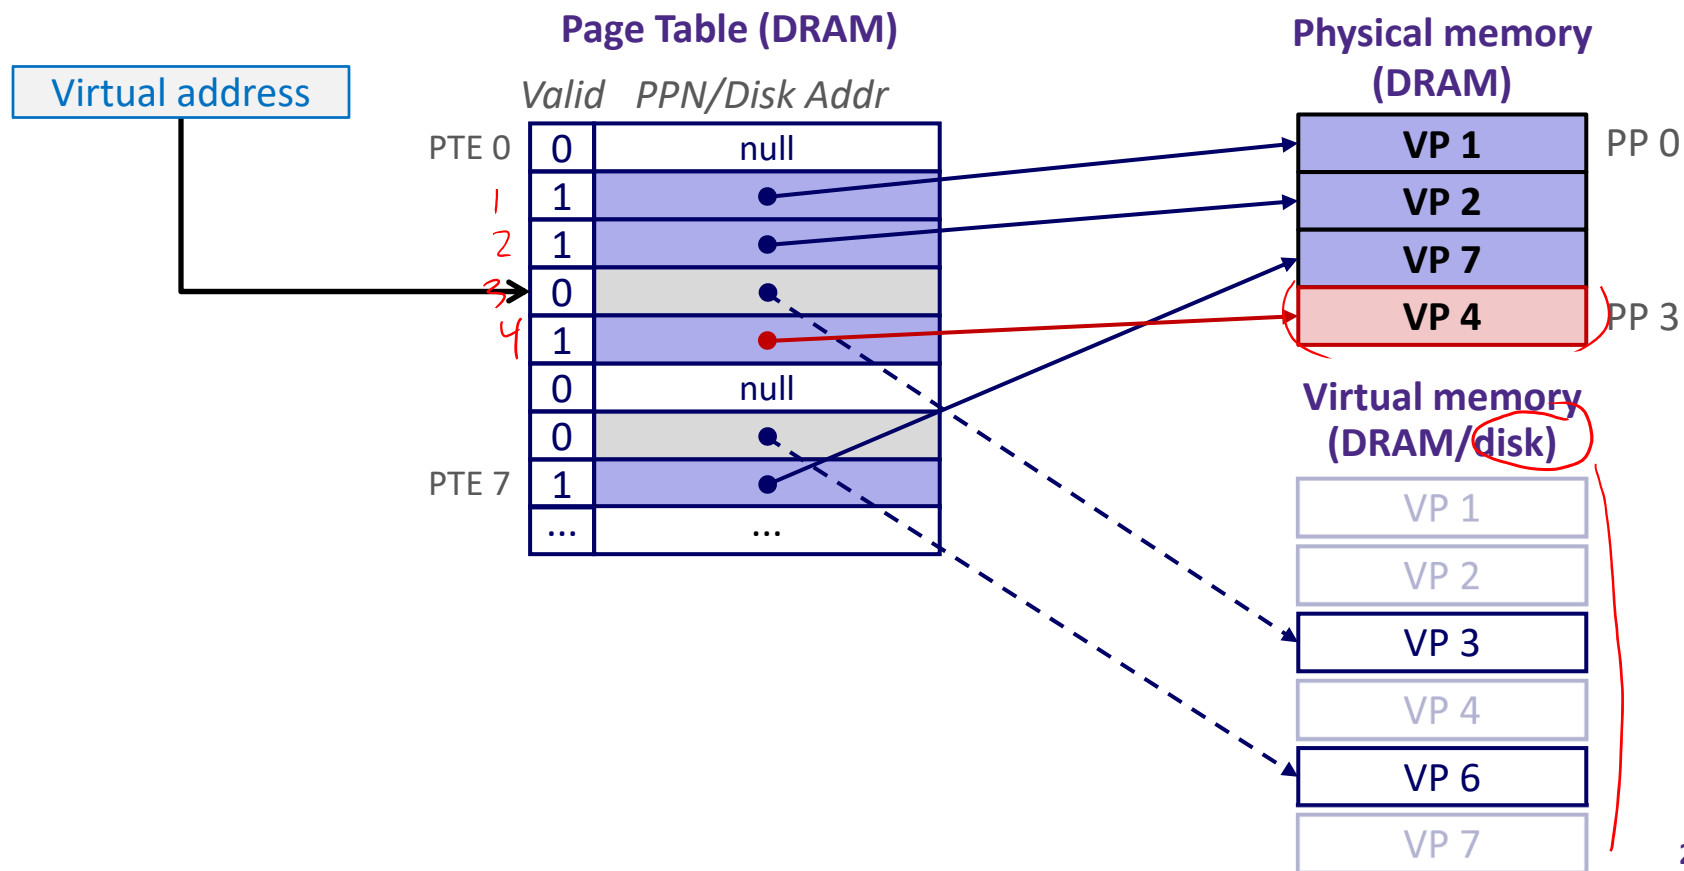 Page Table (DRAM)
Physical memory
(DRAM)
Virtual address
Valid PPN/Disk Addr
PTE 0 0 null
1 1
2 1
3 0
4 1
0 null
0
PTE 7 1
... ...
VP 1 PP 0
VP 2
VP 7
VP 4 PP 3
Virtual memory
(DRAM/disk)
VP 1
VP 2
VP 3
VP 4
VP 6
VP 7